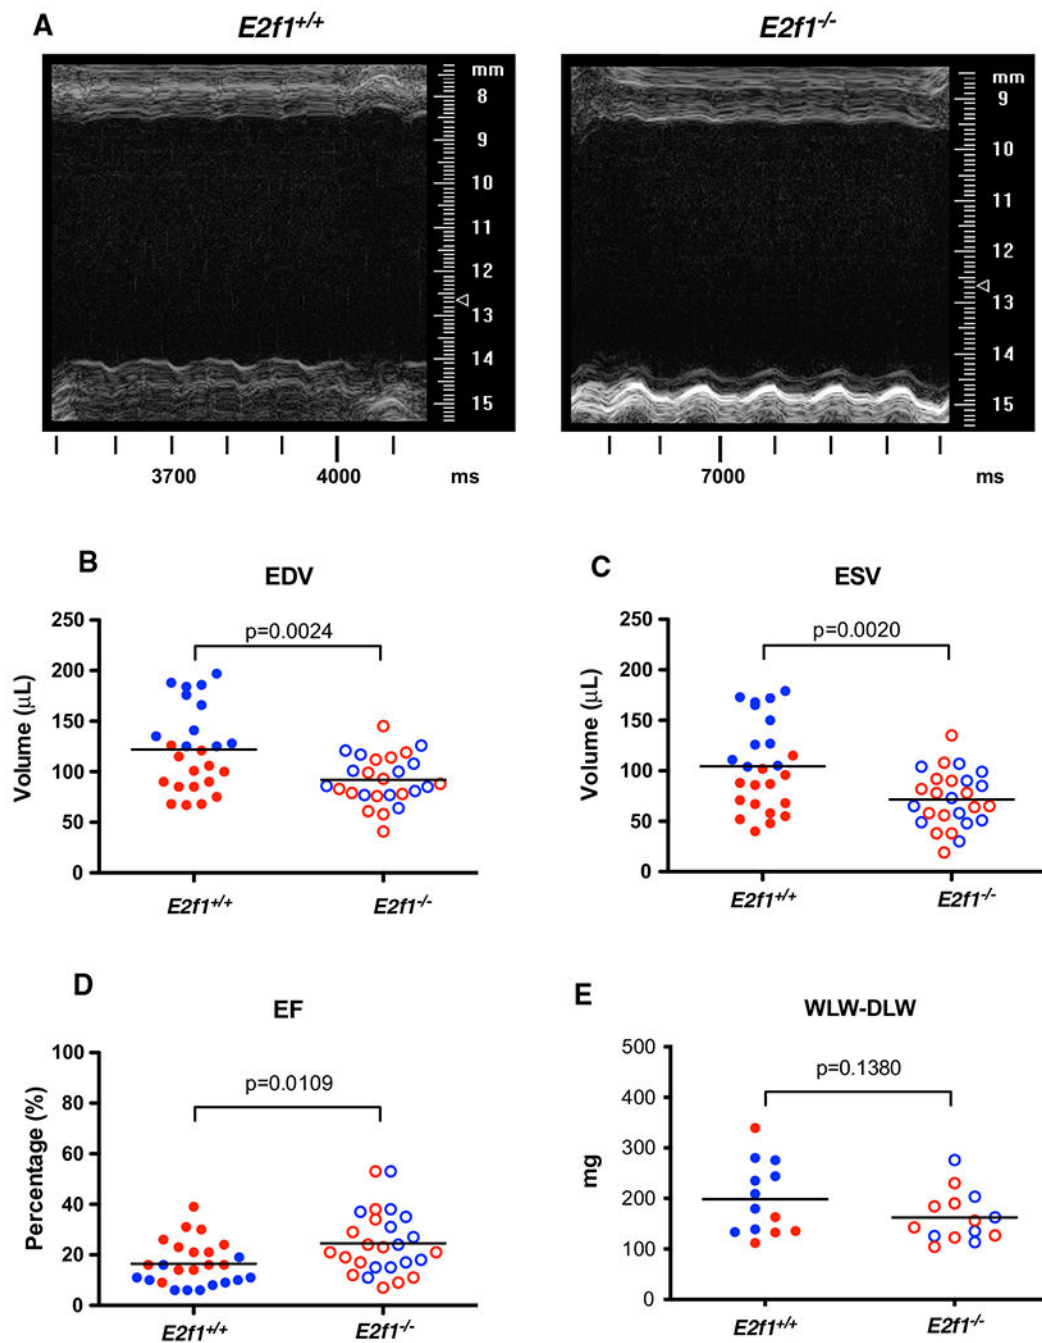 A
E2f1+/+
E2f1-/-
mm
8
9
10
11
12
13
14
15
mm
9
10
11
12
13
14
15
3700
4000
ms
7000
ms
B
EDV
Volume (μL)
250
200
150
100
50
0
p=0.0024
E2f1+/+
E2f1-/-
C
ESV
Volume (μL)
250
200
150
100
50
0
p=0.0020
E2f1+/+
E2f1-/-
D
EF
Percentage (%)
100
80
60
40
20
0
p=0.0109
E2f1+/+
E2f1-/-
E
WLW-DLW
mg
500
400
300
200
100
0
p=0.1380
E2f1+/+
E2f1-/-